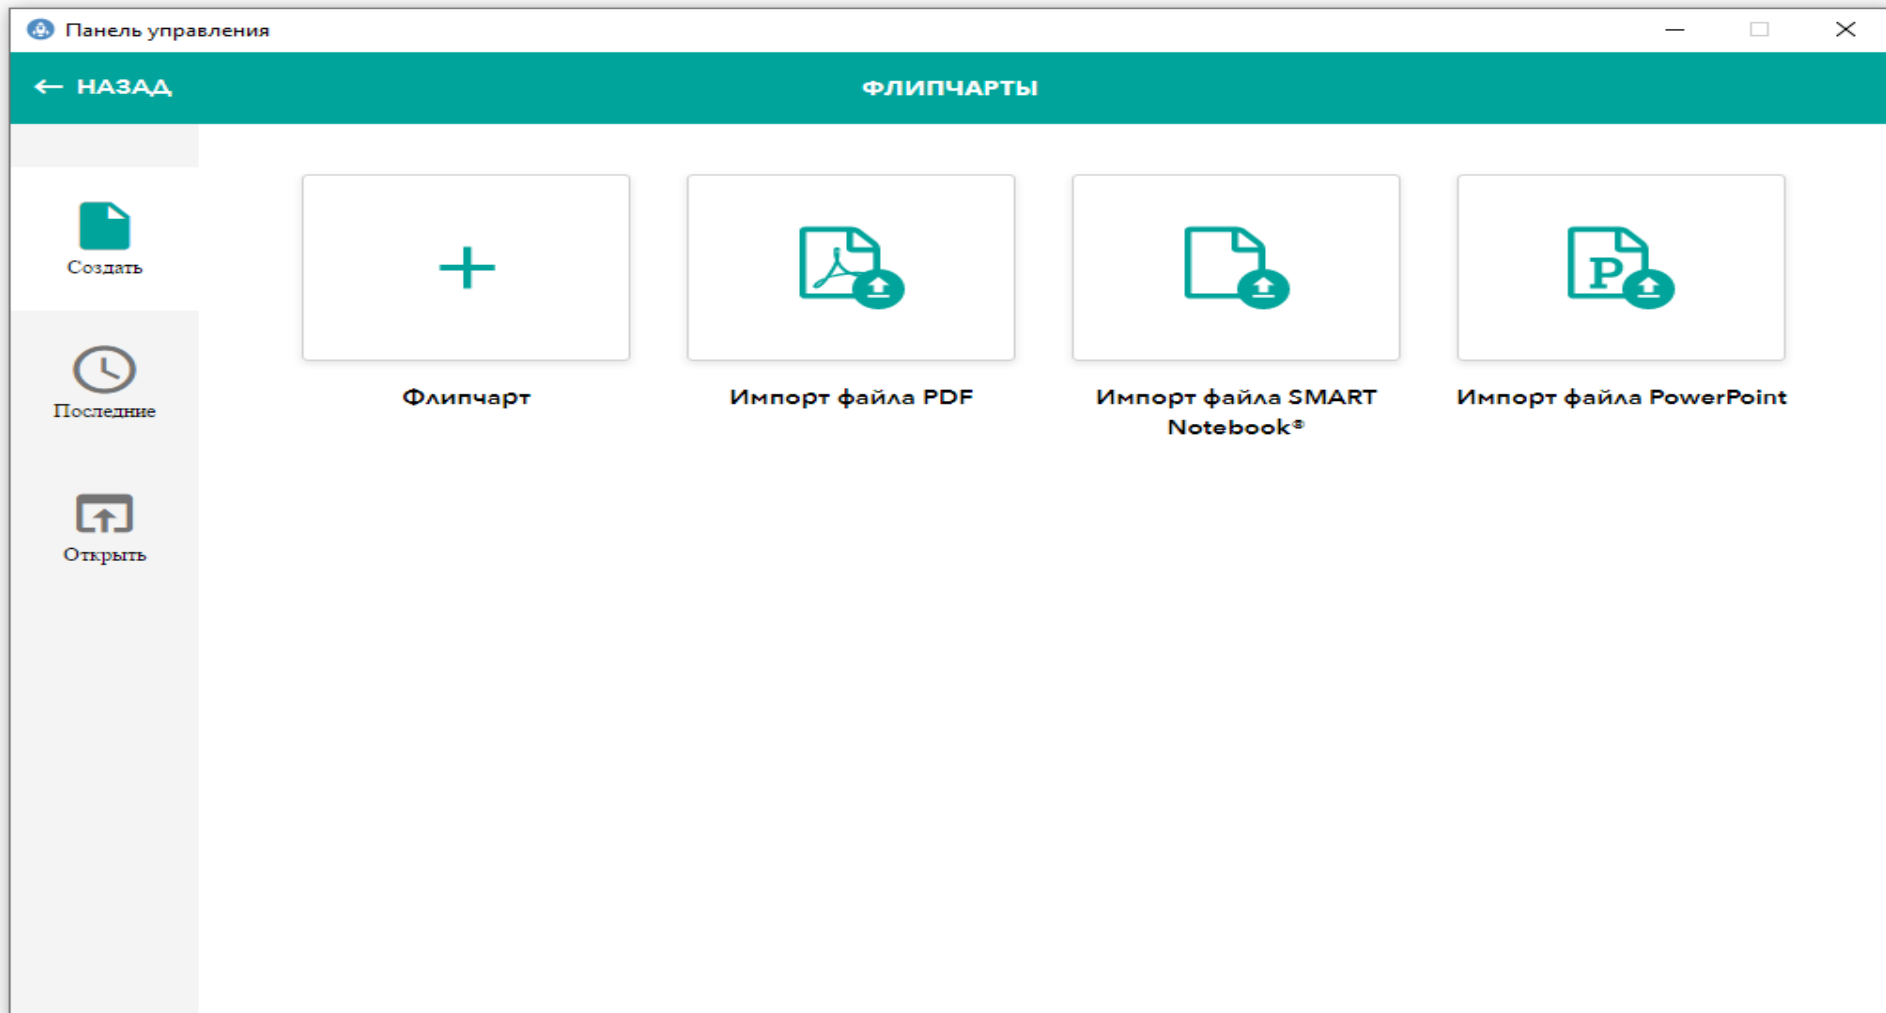 Панель управления
← НАЗАД
ФЛИПЧАРТЫ
Создать
Последние
Открыть
Флипчарт
Импорт файла PDF
Импорт файла SMART
Notebook®
P
Импорт файла PowerPoint